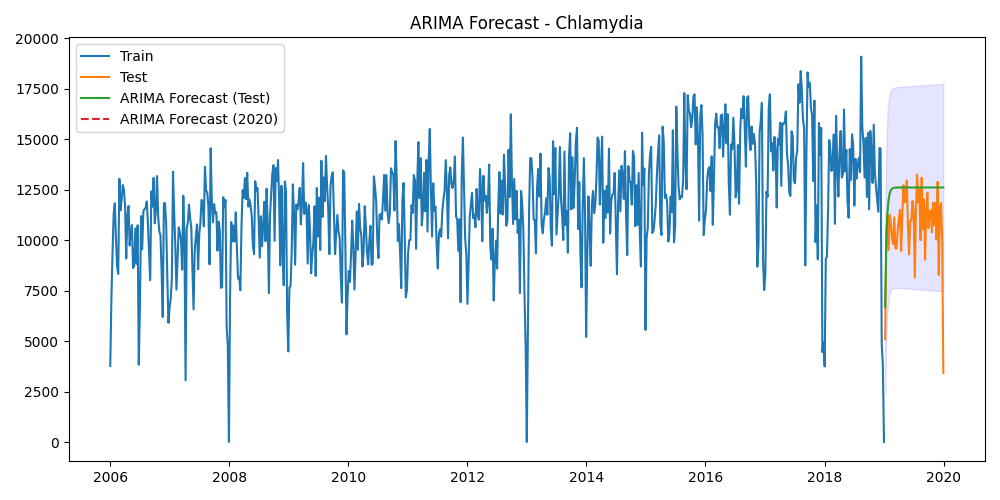 ARIMA Forecast - Chlamydia
20000
17500
15000
12500
10000
7500
5000
2500
0
Train
Test
ARIMA Forecast (Test)
ARIMA Forecast (2020)
2006 2008 2010 2012 2014 2016 2018 2020